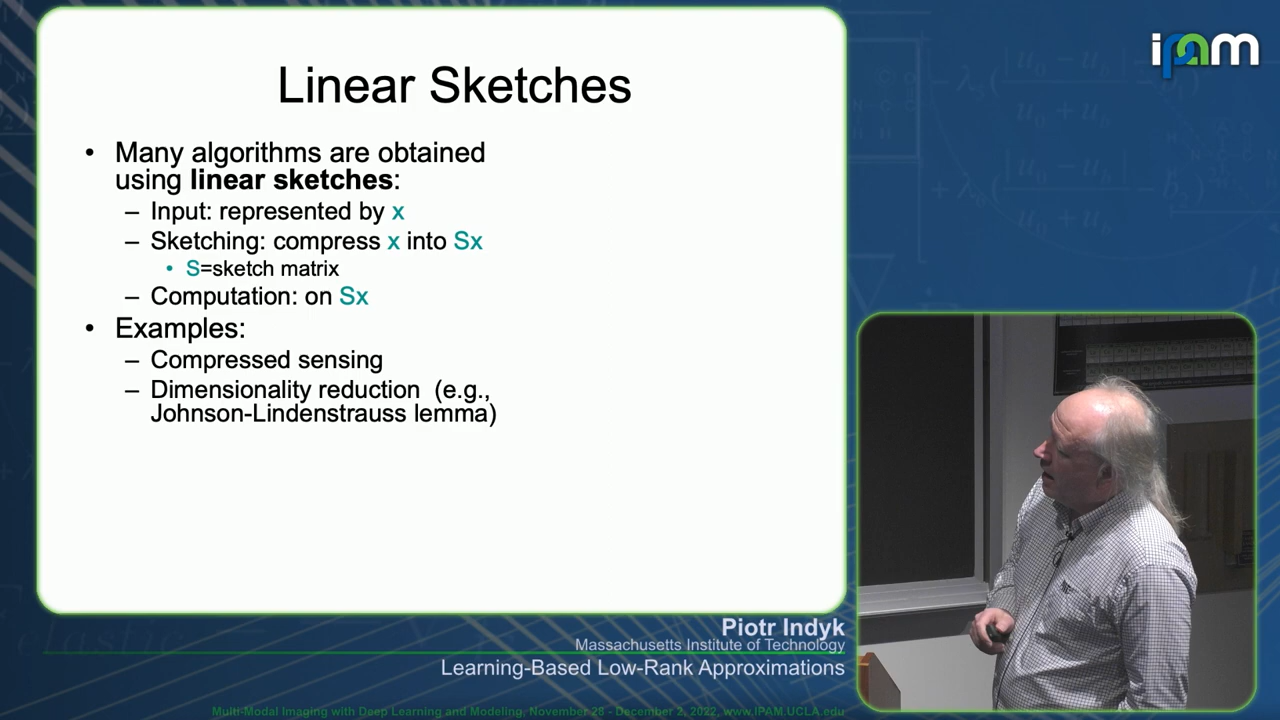 Linear Sketches
• Many algorithms are obtained
using linear sketches:
– Input: represented by x
– Sketching: compress x into Sx
• S=sketch matrix
– Computation: on Sx
• Examples:
– Compressed sensing
– Dimensionality reduction (e.g.,
Johnson-Lindenstrauss lemma)
ipam
Piotr Indyk
Massachusetts Institute of Technology
Learning-Based Low-Rank Approximations
Multi-Modal Imaging with Deep Learning and Modeling, November 28 - December 2, 2022, www.IPAM.UCLA.edu